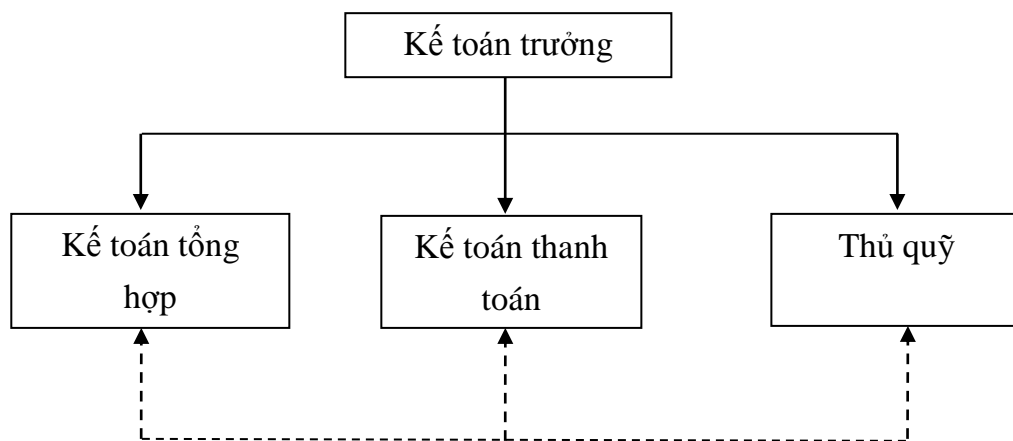 Kế toán trưởng
Kế toán tổng
hợp
Kế toán thanh
toán
Thủ quỹ